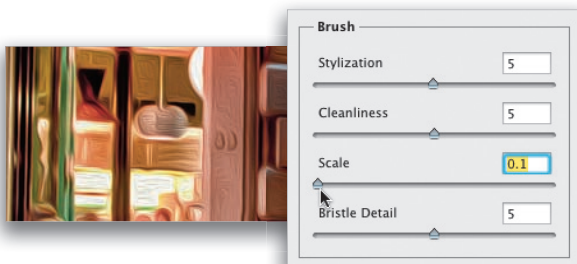 Brush
Stylization 5
Cleanliness 5
Scale 0.1
Bristle Detail 5